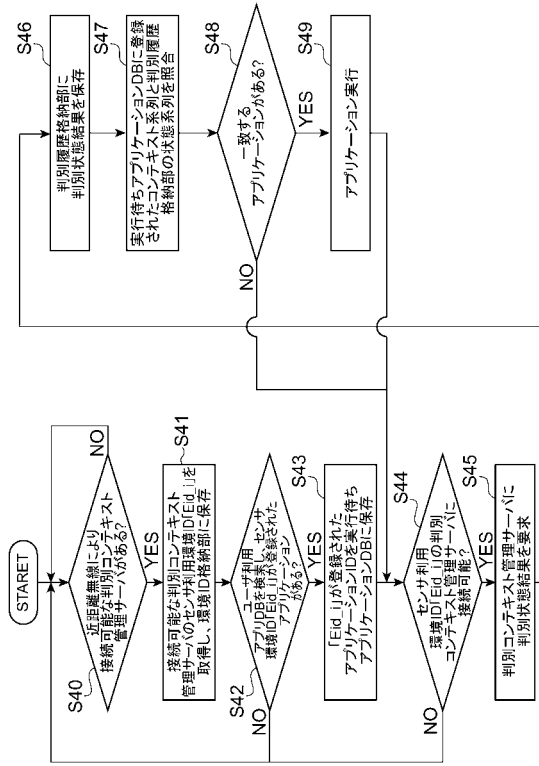 STARET
S40
近距離無線により
接続可能な判別コンテキスト
管理サーバがある?
NO
YES
S41
接続可能な判別コンテキスト
管理サーバのセンサ利用環境ID「Eid_i」を
取得し、環境ID格納部に保存
S42
ユーザ利用
アプリDBを検索し、センサ
環境ID「Eid_i」が登録された
アプリケーション
がある?
NO
YES
S43
「Eid_i」が登録された
アプリケーションIDを実行待ち
アプリケーションDBに保存
S44
センサ利用
環境ID「Eid_i」の判別
コンテキスト管理サーバに
接続可能?
NO
YES
S45
判別コンテキスト管理サーバに
判別状態結果を要求
S46
判別履歴格納部に
判別状態結果を保存
S47
実行待ちアプリケーションDBに登録
されたコンテキスト系列と判別履歴
格納部の状態系列を照合
S48
一致する
アプリケーションがある?
NO
YES
S49
アプリケーション実行